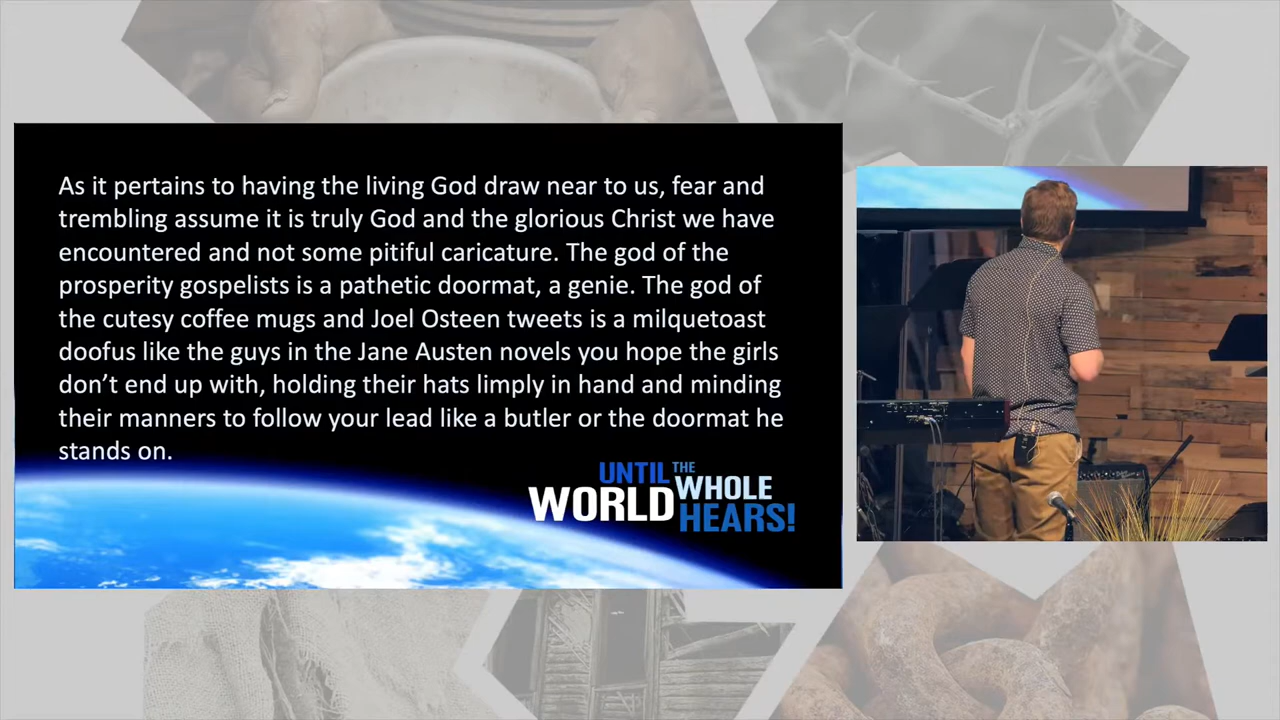 As it pertains to having the living God draw near to us, fear and
trembling assume it is truly God and the glorious Christ we have
encountered and not some pitiful caricature. The god of the
prosperity gospelists is a pathetic doormat, a genie. The god of
the cutesy coffee mugs and Joel Osteen tweets is a milquetoast
doofus like the guys in the Jane Austen novels you hope the girls
don’t end up with, holding their hats limply in hand and minding
their manners to follow your lead like a butler or the doormat he
stands on.
UNTIL THE
WORLD WHOLE
HEARS!